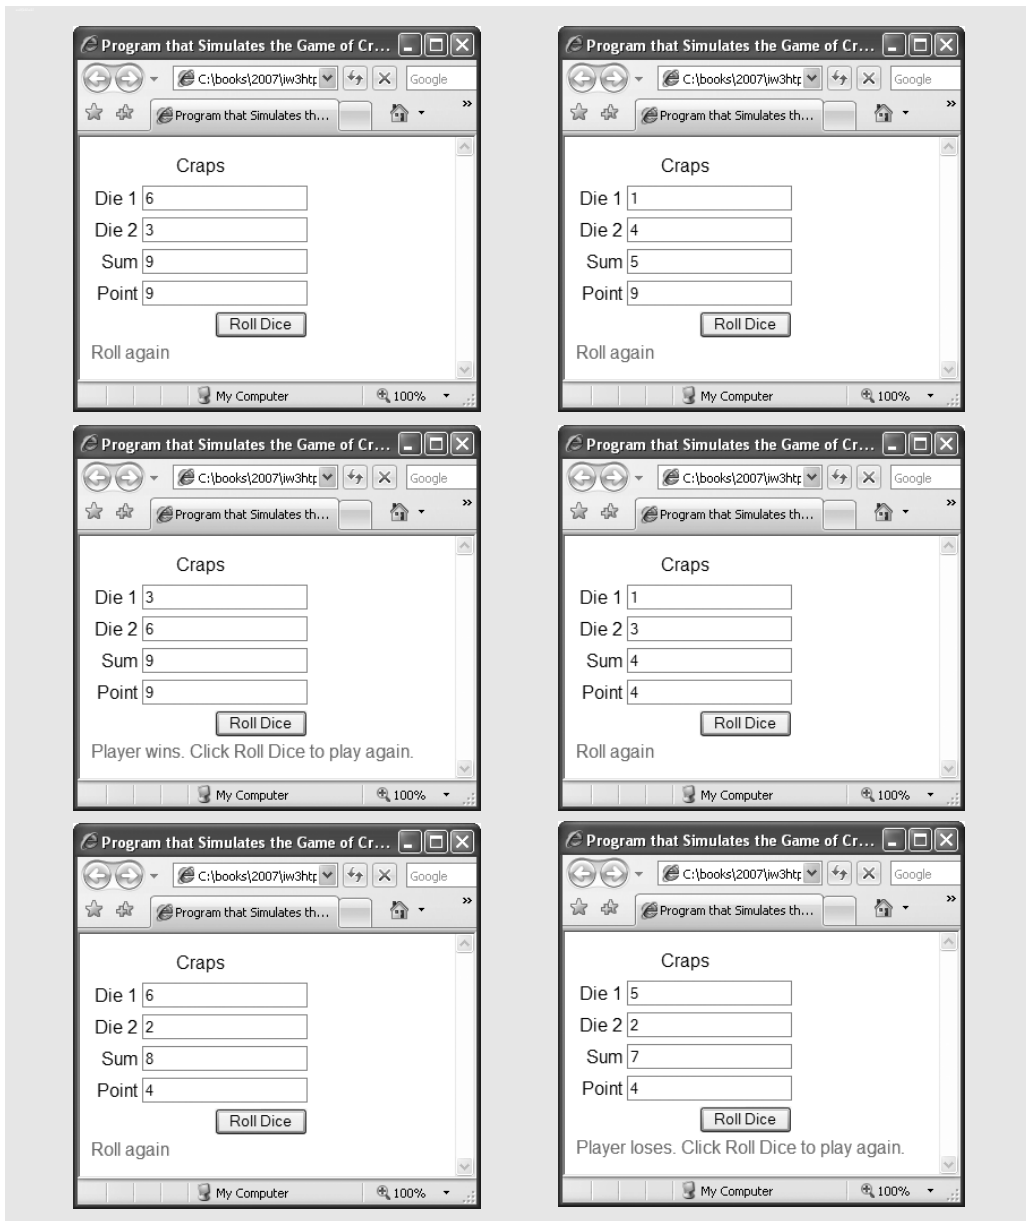 Program that Simulates the Game of Cr...
C:\books\2007\iw3htp
Google
Program that Simulates th...
»
Craps
Die 1 6
Die 2 3
Sum 9
Point 9
Roll Dice
Roll again
My Computer
100%
Program that Simulates the Game of Cr...
C:\books\2007\iw3htp
Google
Program that Simulates th...
»
Craps
Die 1 1
Die 2 4
Sum 5
Point 9
Roll Dice
Roll again
My Computer
100%
Program that Simulates the Game of Cr...
C:\books\2007\iw3htp
Google
Program that Simulates th...
»
Craps
Die 1 3
Die 2 6
Sum 9
Point 9
Roll Dice
Player wins. Click Roll Dice to play again.
My Computer
100%
Program that Simulates the Game of Cr...
C:\books\2007\iw3htp
Google
Program that Simulates th...
»
Craps
Die 1 1
Die 2 3
Sum 4
Point 4
Roll Dice
Roll again
My Computer
100%
Program that Simulates the Game of Cr...
C:\books\2007\iw3htp
Google
Program that Simulates th...
»
Craps
Die 1 6
Die 2 2
Sum 8
Point 4
Roll Dice
Roll again
My Computer
100%
Program that Simulates the Game of Cr...
C:\books\2007\iw3htp
Google
Program that Simulates th...
»
Craps
Die 1 5
Die 2 2
Sum 7
Point 4
Roll Dice
Player loses. Click Roll Dice to play again.
My Computer
100%